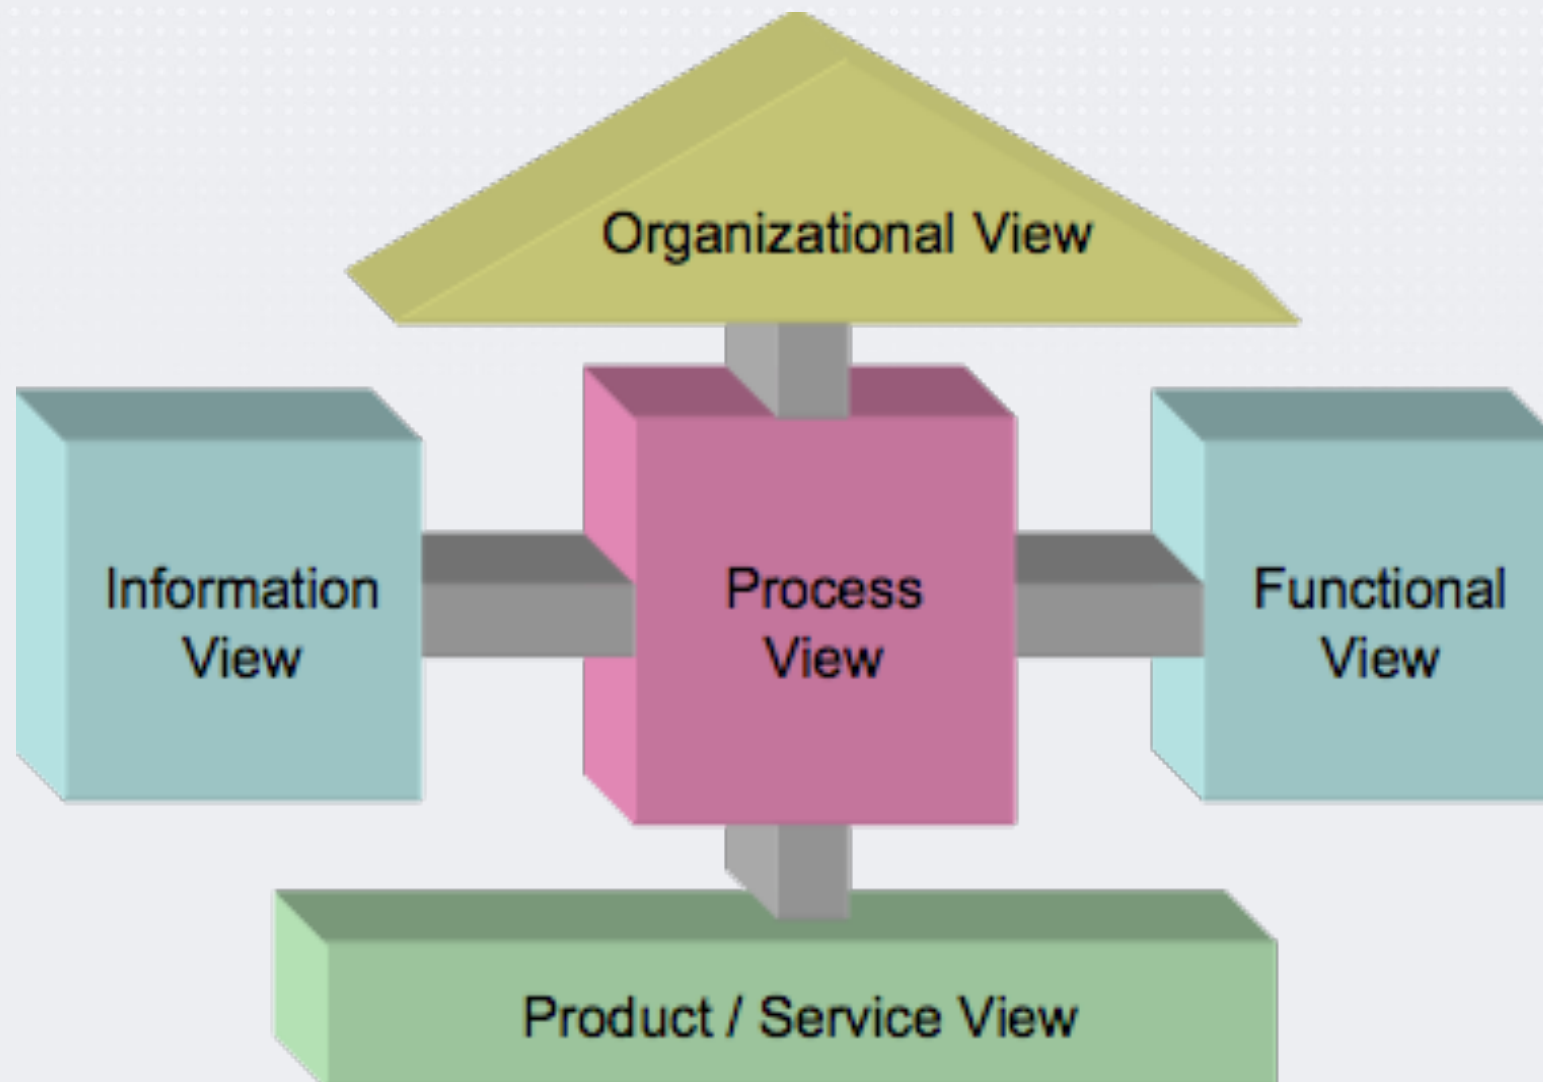 Organizational View
Information
View
Process
View
Functional
View
Product / Service View